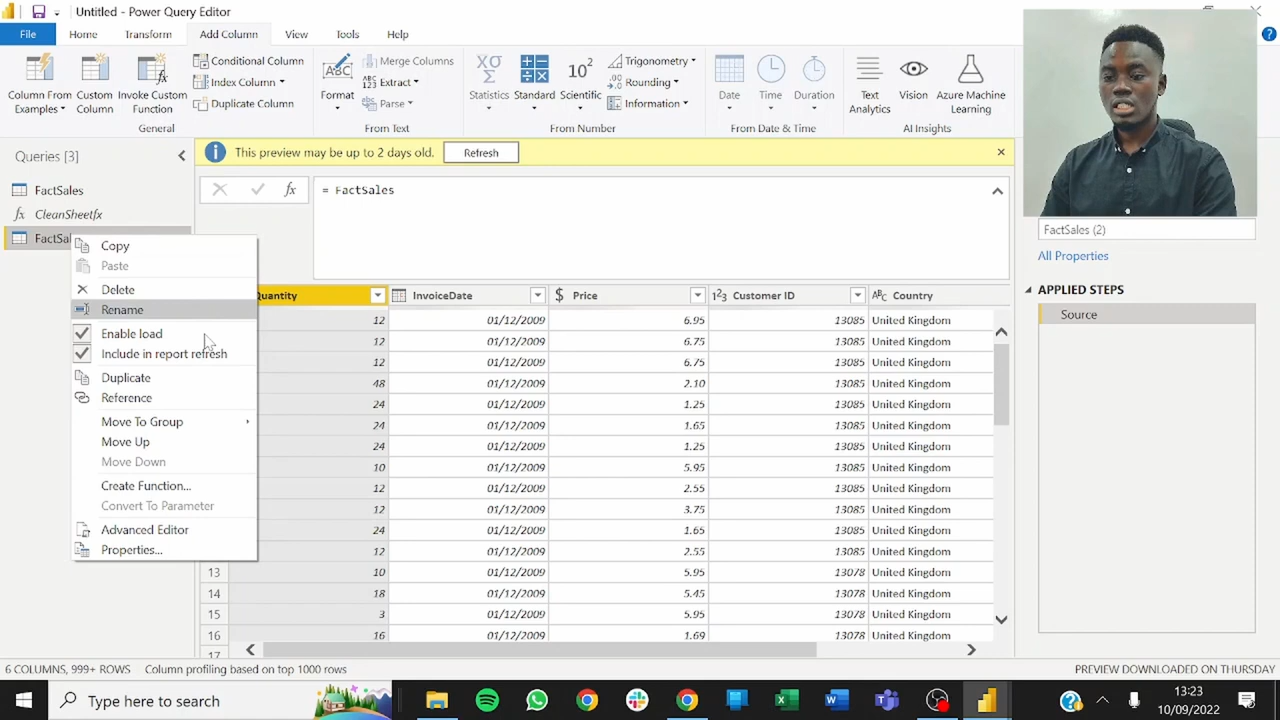 Untitled - Power Query Editor
File Home Transform Add Column View Tools Help
Column From Examples
Custom Column
Invoke Custom Function
Conditional Column
Index Column
Duplicate Column
General
Format
Merge Columns
Extract
Parse
From Text
Statistics
Standard
Scientific
Trigonometry
Rounding
Information
From Number
Date
Time
Duration
From Date & Time
Text Analytics
Vision
Azure Machine Learning
AI Insights
Queries [3]
This preview may be up to 2 days old. Refresh
FactSales
CleanSheetfx
FactSal
= FactSales
FactSales (2)
All Properties
APPLIED STEPS
Source
Copy
Paste
Delete
Rename
Enable load
Include in report refresh
Duplicate
Reference
Move To Group
Move Up
Move Down
Create Function...
Convert To Parameter
Advanced Editor
Properties...
Quantity InvoiceDate $ Price 123 Customer ID ABC Country
12 01/12/2009 6.95 13085 United Kingdom
12 01/12/2009 6.75 13085 United Kingdom
12 01/12/2009 6.75 13085 United Kingdom
48 01/12/2009 2.10 13085 United Kingdom
24 01/12/2009 1.25 13085 United Kingdom
24 01/12/2009 1.65 13085 United Kingdom
24 01/12/2009 1.25 13085 United Kingdom
10 01/12/2009 5.95 13085 United Kingdom
12 01/12/2009 2.55 13085 United Kingdom
12 01/12/2009 3.75 13085 United Kingdom
24 01/12/2009 1.65 13085 United Kingdom
12 01/12/2009 2.55 13085 United Kingdom
13 10 01/12/2009 5.95 13078 United Kingdom
14 18 01/12/2009 5.45 13078 United Kingdom
15 3 01/12/2009 5.95 13078 United Kingdom
16 16 01/12/2009 1.69 13078 United Kingdom
17
6 COLUMNS, 999+ ROWS Column profiling based on top 1000 rows PREVIEW DOWNLOADED ON THURSDAY
Type here to search
13:23
10/09/2022